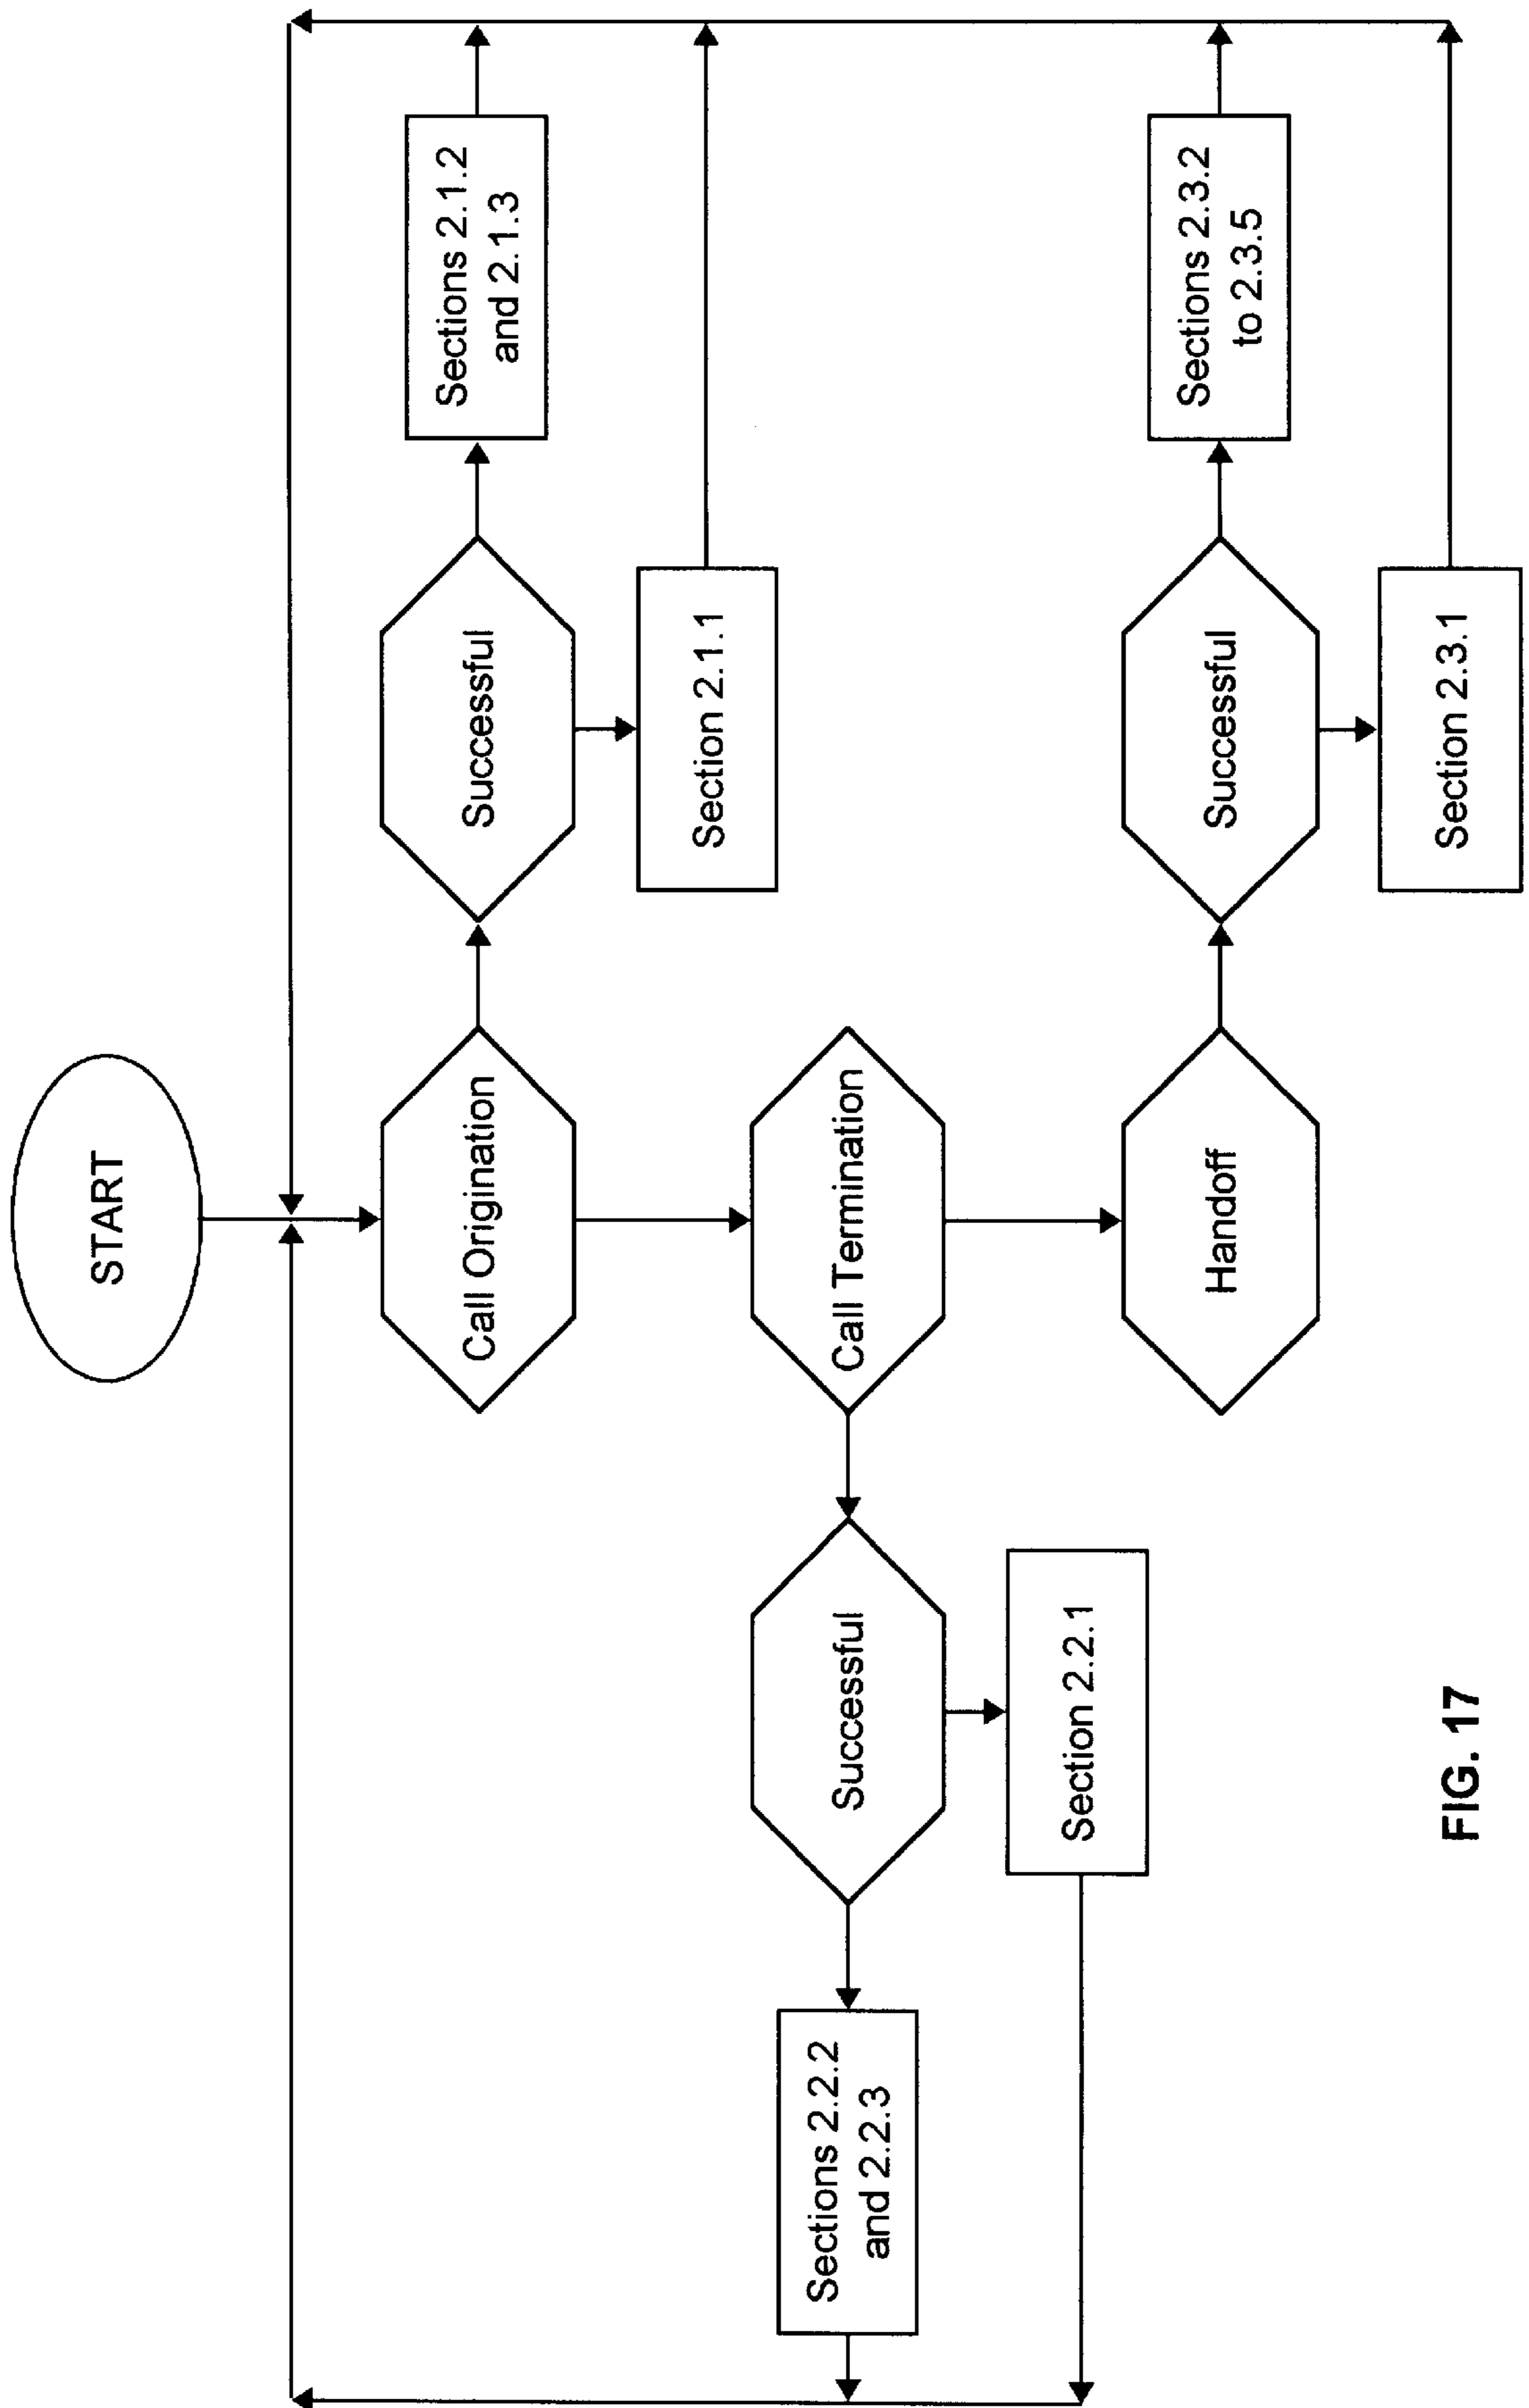 START
Call Origination
Successful
Sections 2.1.2
and 2.1.3
Section 2.1.1
Sections 2.2.2
and 2.2.3
Successful
Call Termination
Section 2.2.1
Handoff
Successful
Sections 2.3.2
to 2.3.5
Section 2.3.1
FIG. 17